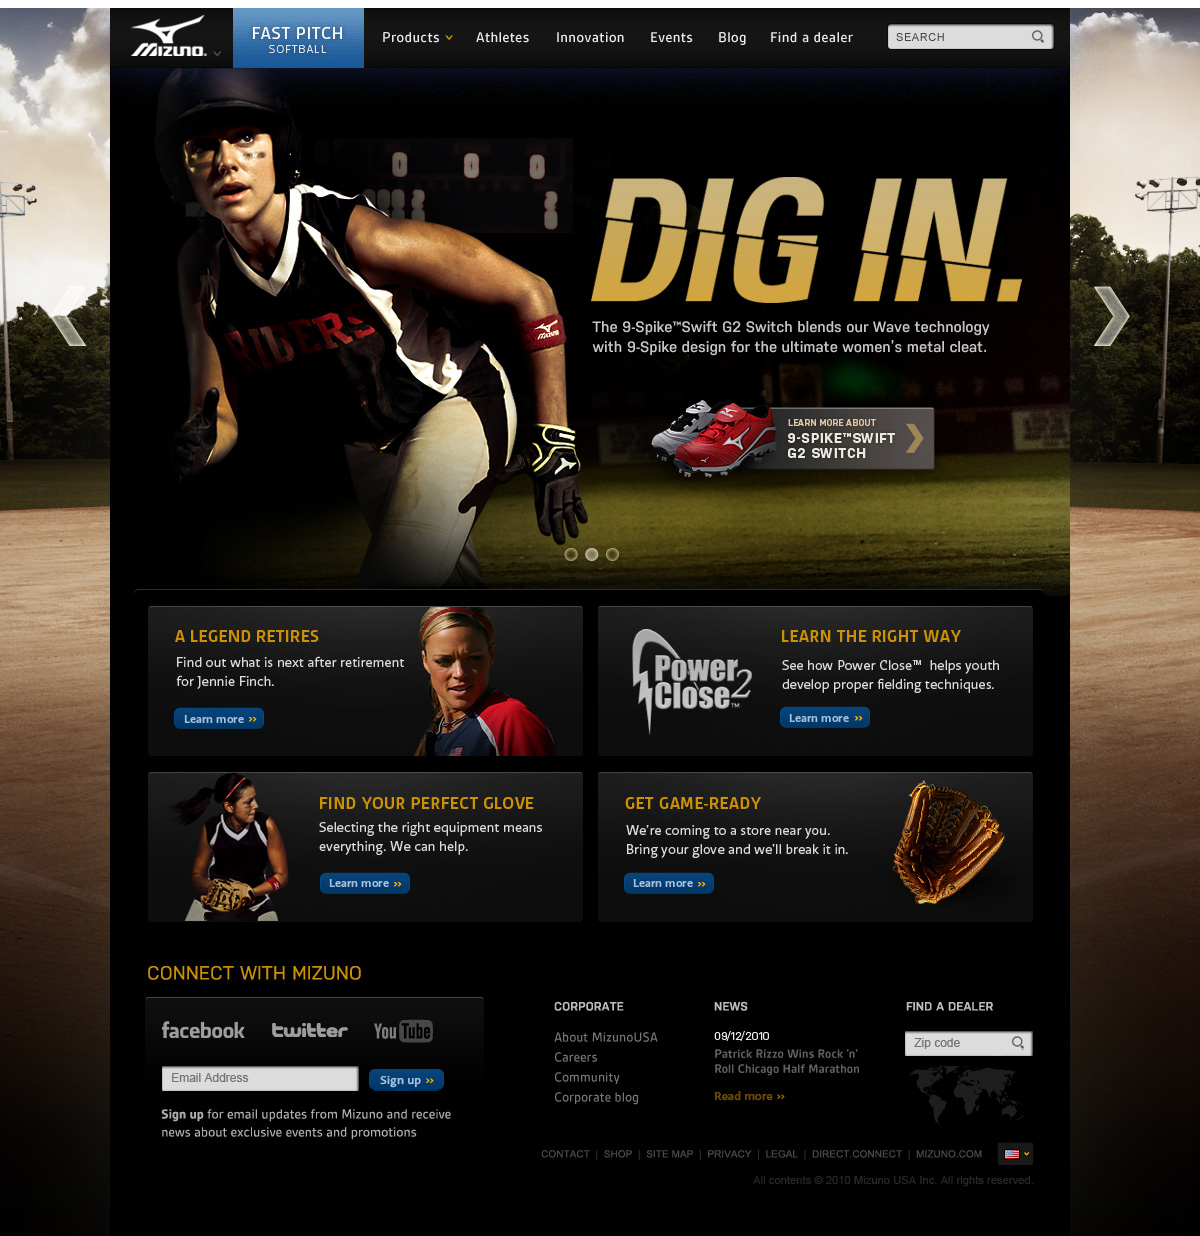 MIZUNO
FAST PITCH
SOFTBALL
Products
Athletes
Innovation
Events
Blog
Find a dealer
SEARCH
RIDERS
MIZUNO
DIG IN.
The 9-Spike™Swift G2 Switch blends our Wave technology
with 9-Spike design for the ultimate women's metal cleat.
LEARN MORE ABOUT
9-SPIKE™SWIFT
G2 SWITCH
A LEGEND RETIRES
Find out what is next after retirement
for Jennie Finch.
Learn more ››
Power
Close 2™
LEARN THE RIGHT WAY
See how Power Close™ helps youth
develop proper fielding techniques.
Learn more ››
FIND YOUR PERFECT GLOVE
Selecting the right equipment means
everything. We can help.
Learn more ››
GET GAME-READY
We're coming to a store near you.
Bring your glove and we'll break it in.
Learn more ››
CONNECT WITH MIZUNO
facebook
twitter
YouTube
Email Address
Sign up ››
Sign up for email updates from Mizuno and receive
news about exclusive events and promotions
CORPORATE
About MizunoUSA
Careers
Community
Corporate blog
NEWS
09/12/2010
Patrick Rizzo Wins Rock 'n'
Roll Chicago Half Marathon
Read more ››
FIND A DEALER
Zip code
CONTACT | SHOP | SITE MAP | PRIVACY | LEGAL | DIRECT.CONNECT | MIZUNO.COM
All contents © 2010 Mizuno USA Inc. All rights reserved.